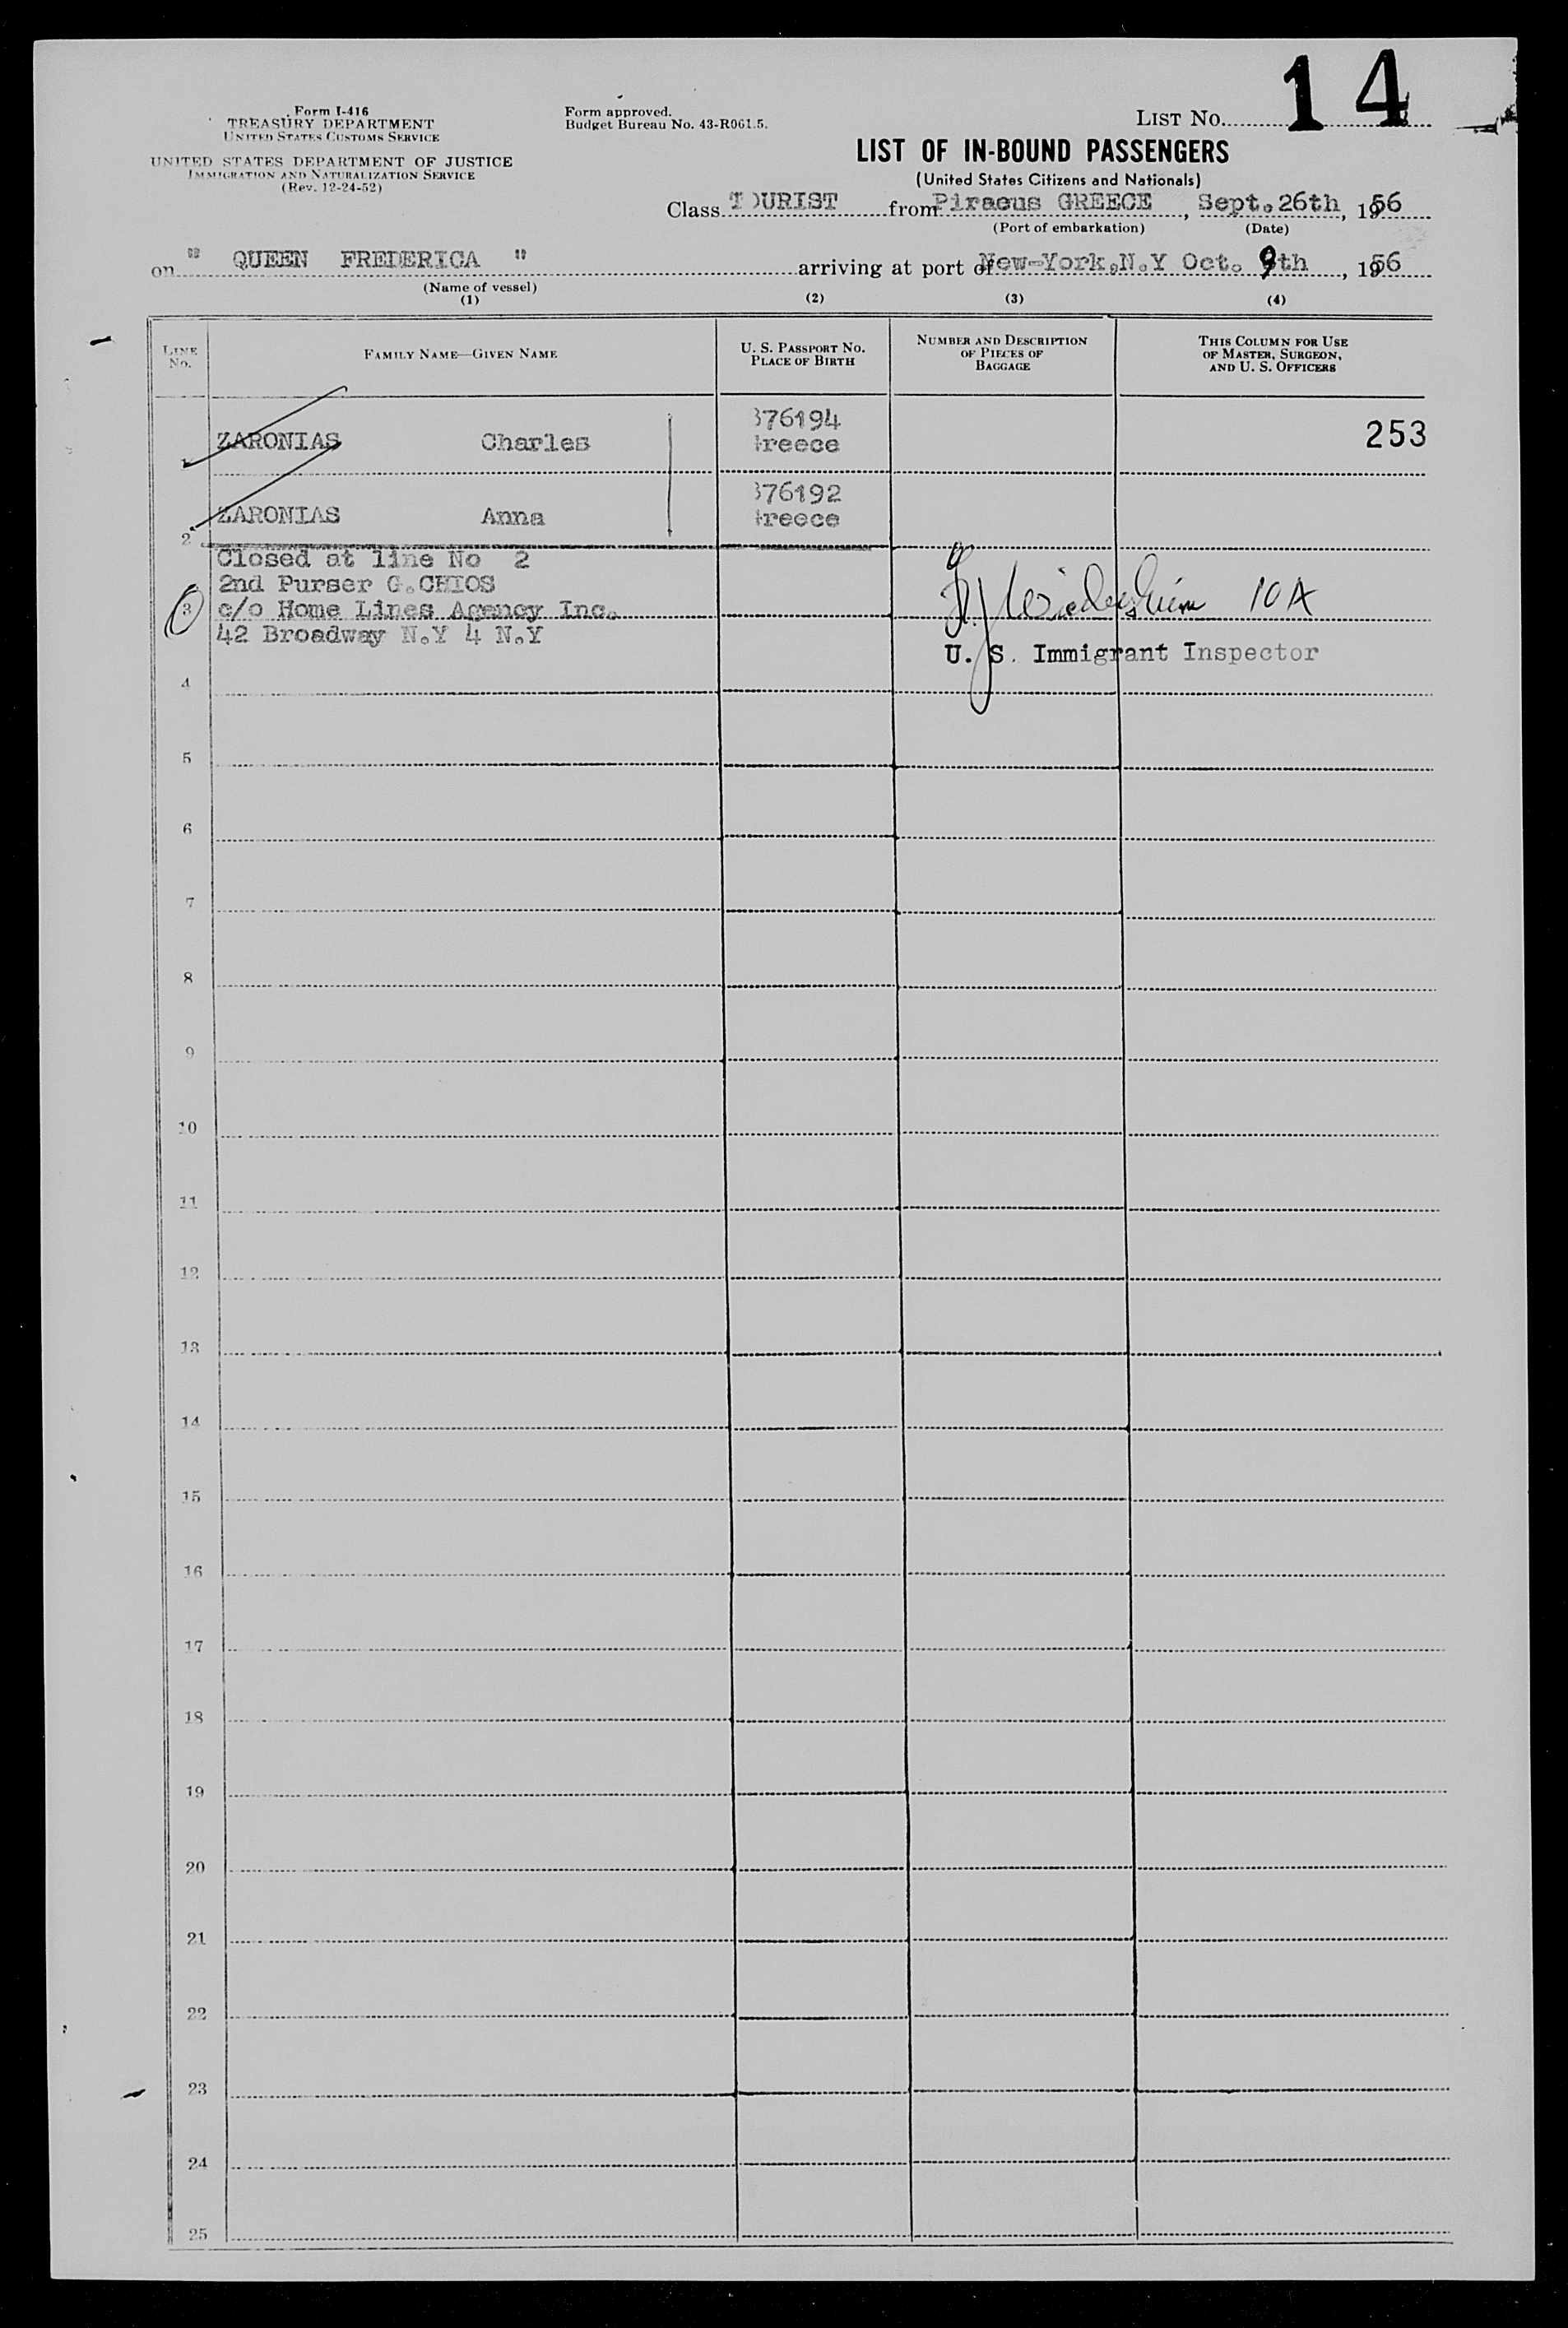 Form I-416
TREASURY DEPARTMENT
UNITED STATES CUSTOMS SERVICE
UNITED STATES DEPARTMENT OF JUSTICE
IMMIGRATION AND NATURALIZATION SERVICE
(Rev. 12-24-52)
Form approved.
Budget Bureau No. 43-R061.5.
LIST NO. 14
LIST OF IN-BOUND PASSENGERS
(United States Citizens and Nationals)
Class TOURIST from Piraeus GREECE, Sept. 26th, 1956
(Port of embarkation) (Date)
on " QUEEN FREDERICA " arriving at port of New-York,N.Y Oct. 9th, 1956
(Name of vessel)
(1) (2) (3) (4)
LINE NO.
FAMILY NAME—GIVEN NAME
U. S. PASSPORT NO. PLACE OF BIRTH
NUMBER AND DESCRIPTION OF PIECES OF BAGGAGE
THIS COLUMN FOR USE OF MASTER, SURGEON, AND U. S. OFFICERS
376194
1 ZARONIAS Charles Greece 253
376192
2 ZARONIAS Anna Greece
Closed at line No 2
2nd Purser G.CHIOS
3 c/o Home Lines Agency Inc. 10A
42 Broadway N.Y 4 N.Y
U. S. Immigrant Inspector
4
5
6
7
8
9
10
11
12
13
14
15
16
17
18
19
20
21
22
23
24
25